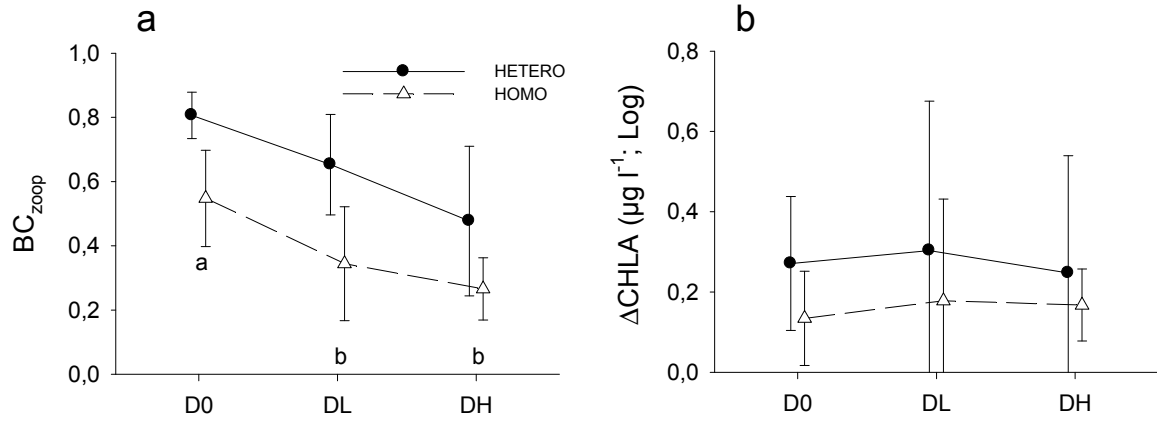 a
1,0
0,8
0,6
0,4
0,2
0,0
BC_zoop
HETERO
HOMO
a
b
b
D0
DL
DH
b
0,8
0,6
0,4
0,2
0,0
ΔCHLA (µg l⁻¹; Log)
D0
DL
DH